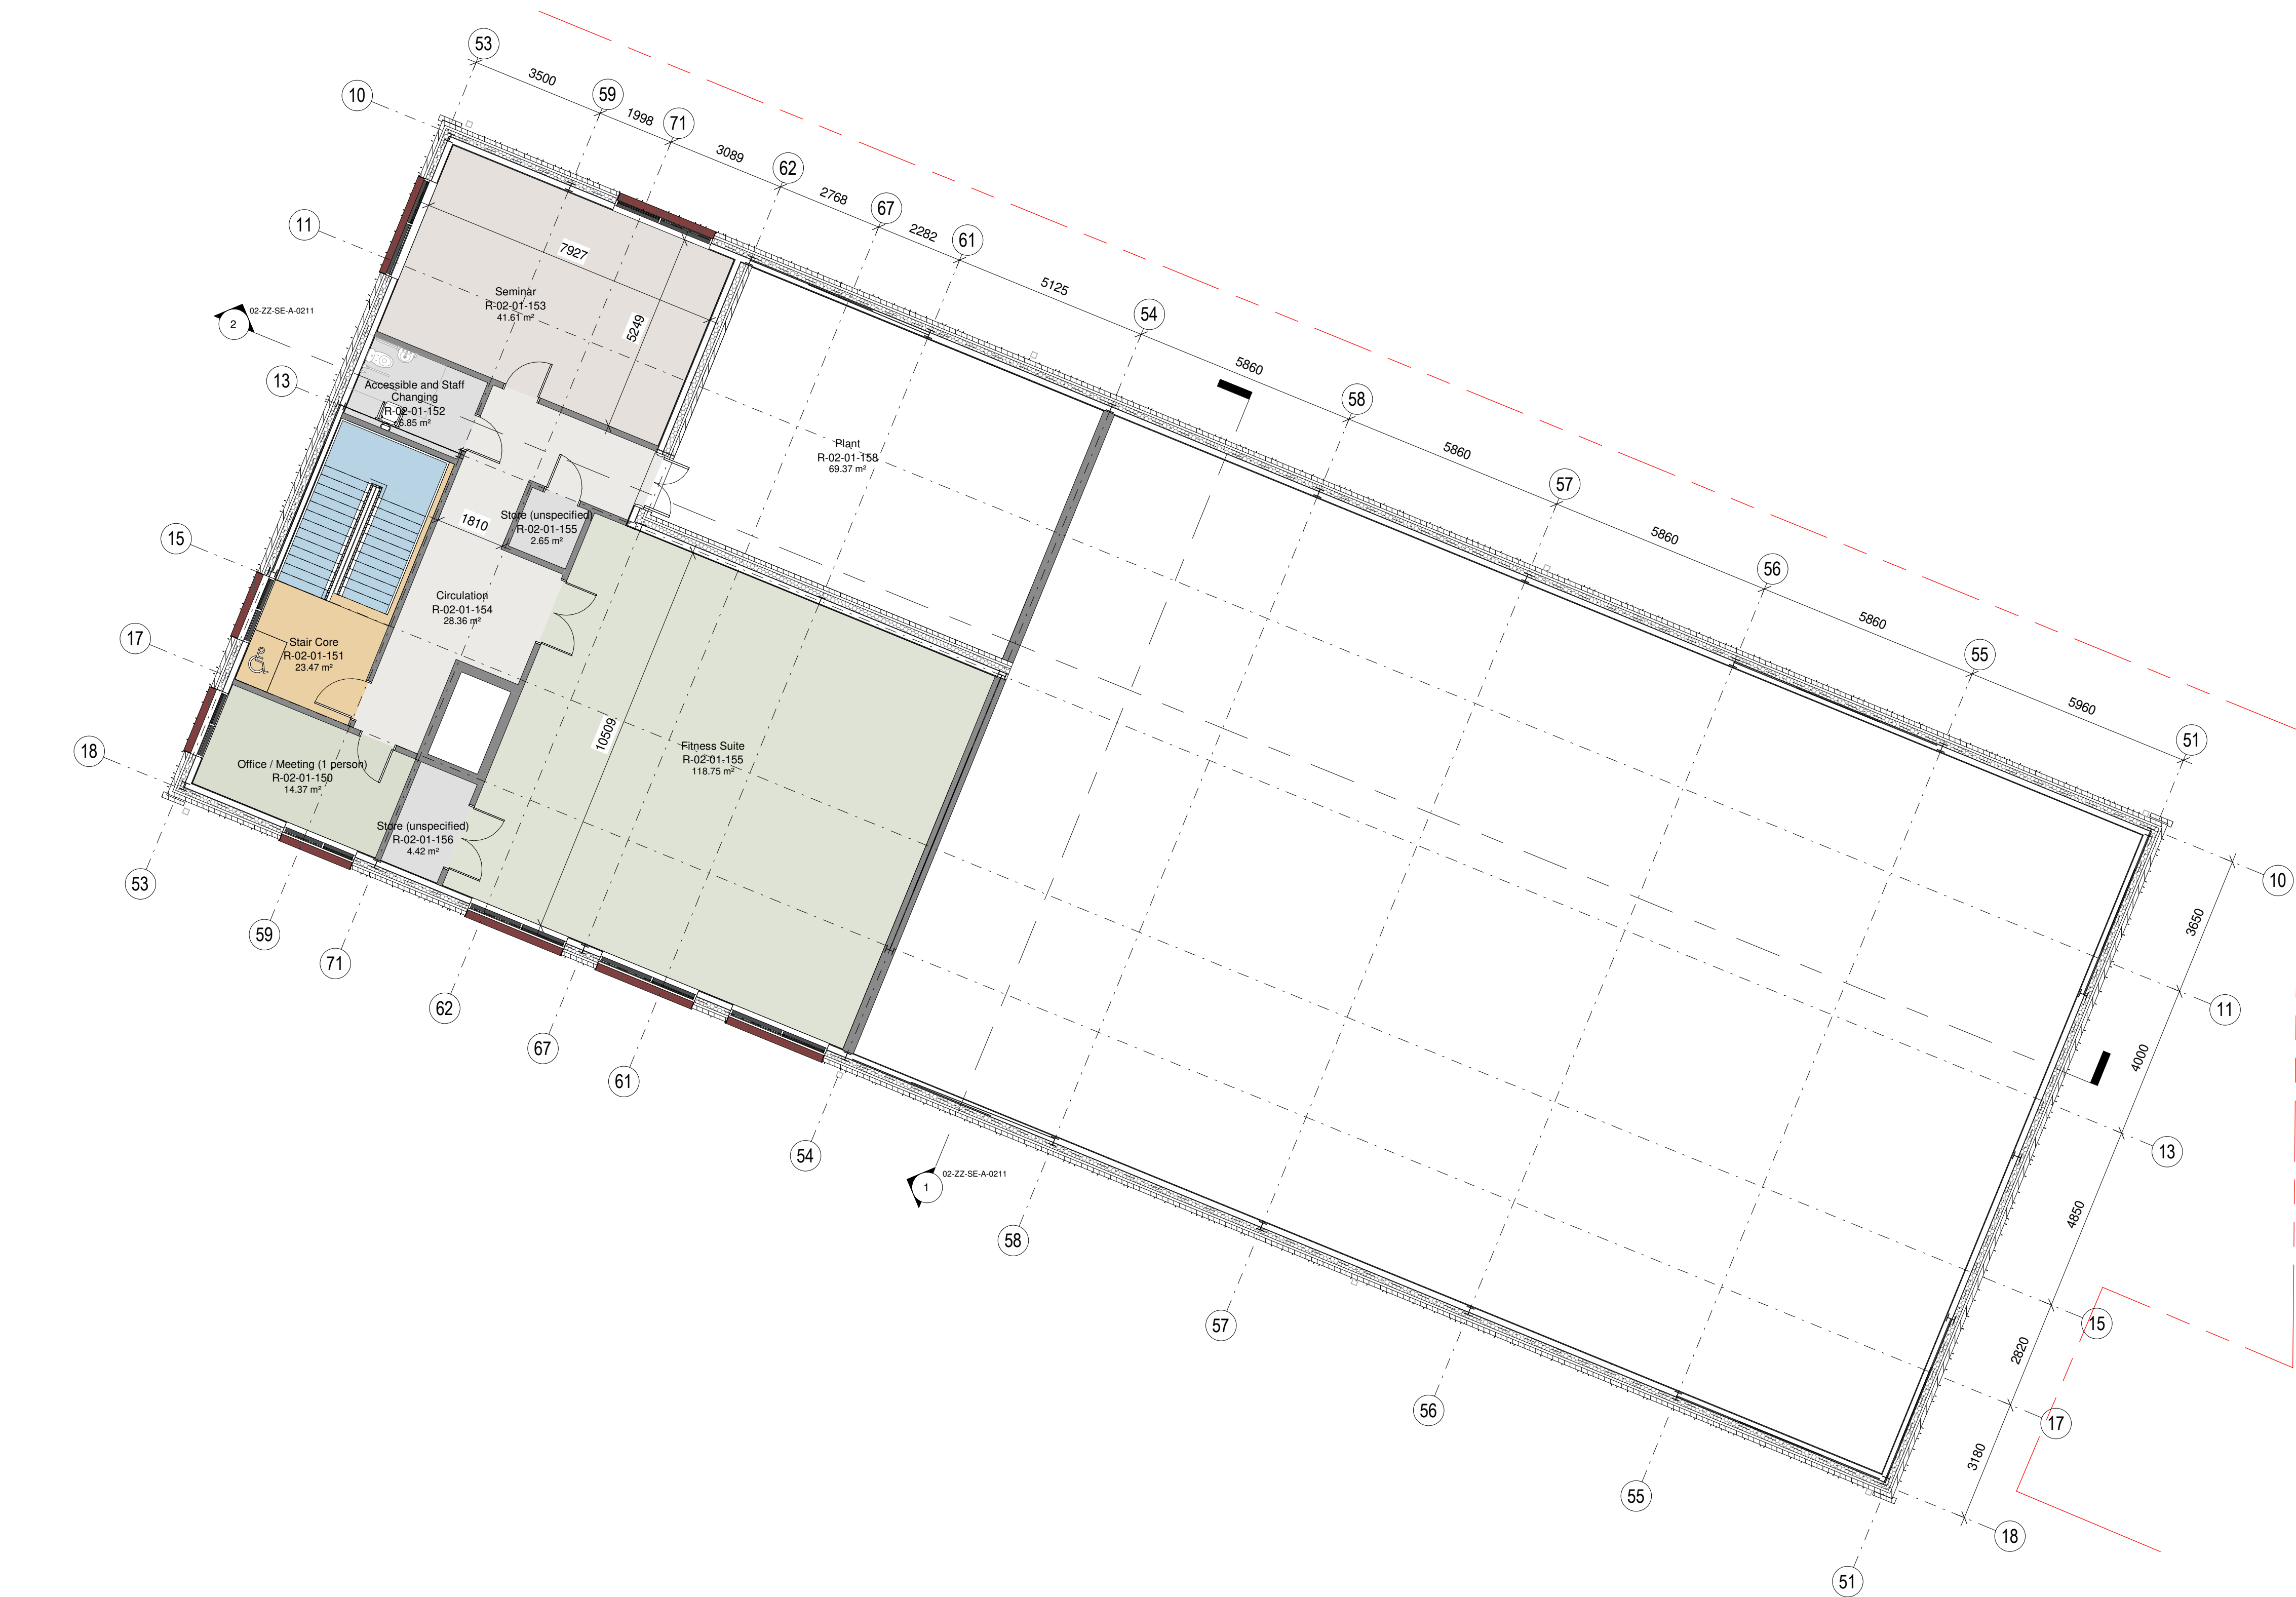 53
3500
59
10
1998
71
3089
62
2768
67
2282
61
5125
54
5860
58
5860
57
5860
56
5860
55
5960
51
11
7927
Seminar
R-02-01-153
41.61 m²
5249
02-ZZ-SE-A-0211
2
13
Accessible and Staff
Changing
R-02-01-152
6.85 m²
Plant
R-02-01-158
69.37 m²
15
1810
Store (unspecified)
R-02-01-155
2.65 m²
Circulation
R-02-01-154
28.36 m²
17
Stair Core
R-02-01-151
23.47 m²
10509
Fitness Suite
R-02-01-155
118.75 m²
18
Office / Meeting (1 person)
R-02-01-150
14.37 m²
Store (unspecified)
R-02-01-156
4.42 m²
53
59
71
62
67
61
54
02-ZZ-SE-A-0211
1
58
57
56
55
51
10
3650
11
4000
13
4850
15
2820
17
3180
18